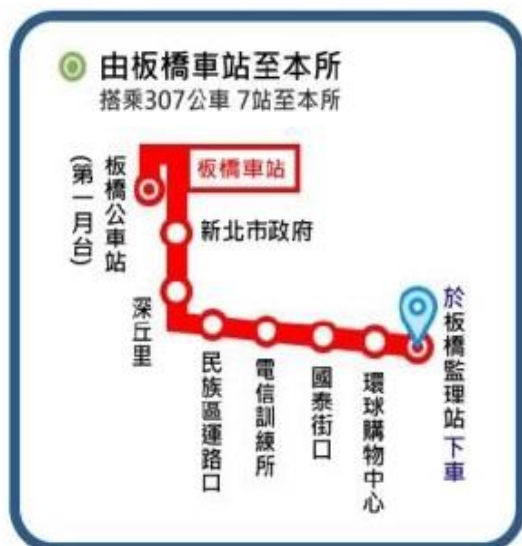 由板橋車站至本所
搭乘307公車 7站至本所
板橋車站
板橋公車站
(第一月台)
新北市政府
深丘里
民族區運路口
電信訓練所
國泰街口
環球購物中心
於板橋監理站下車